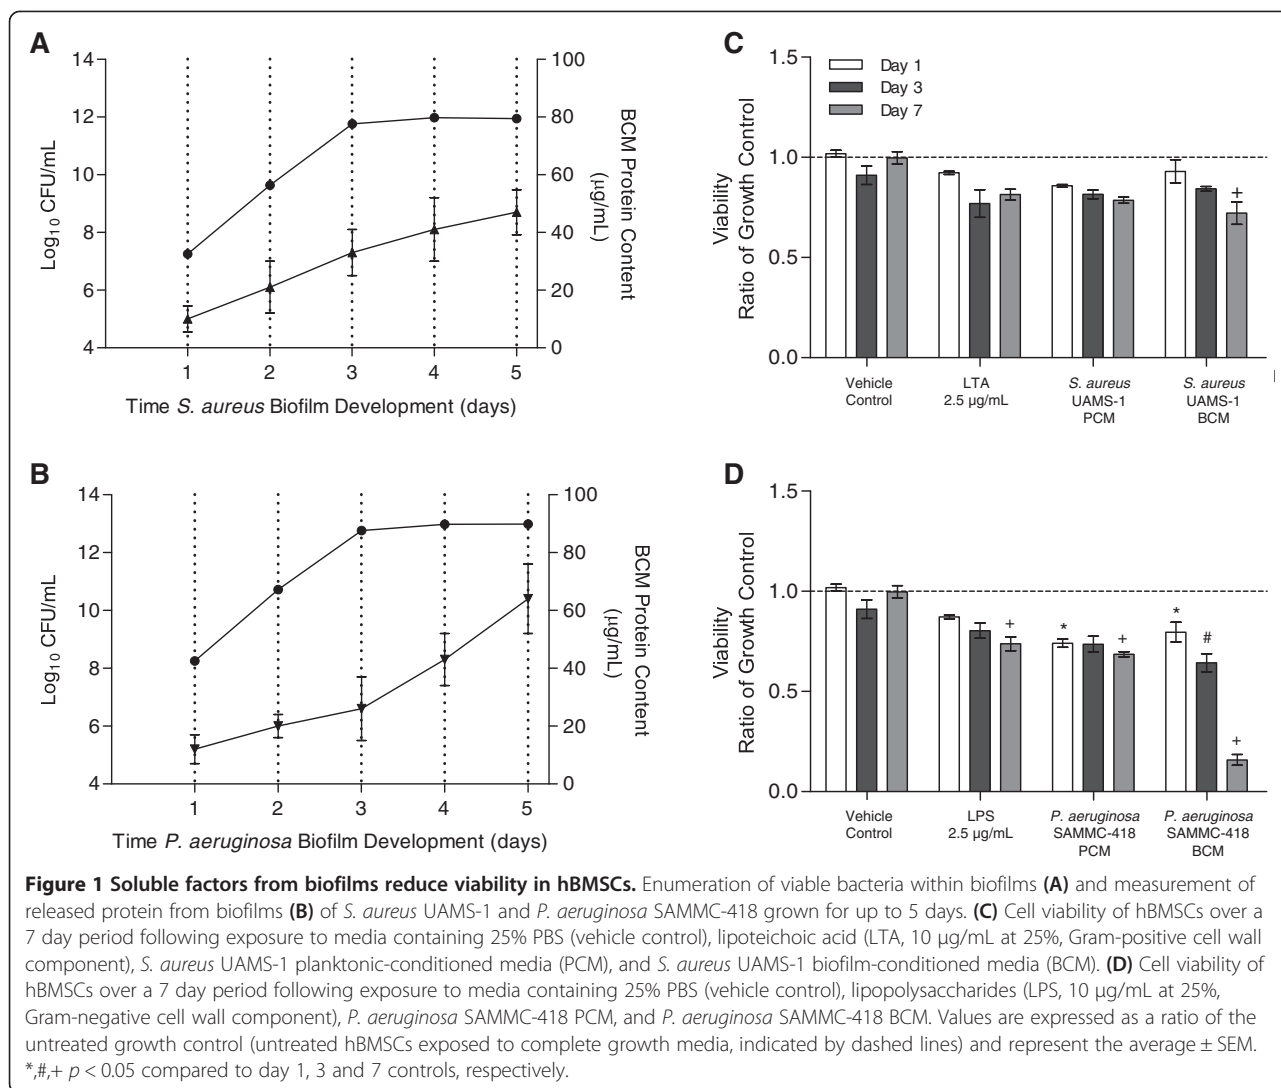 A
14
12
10
8
6
4
Log10 CFU/mL
100
80
60
40
20
0
BCM Protein Content
(µg/mL)
1 2 3 4 5
Time S. aureus Biofilm Development (days)
C
1.5
1.0
0.5
0.0
Viability
Ratio of Growth Control
Day 1
Day 3
Day 7
+
Vehicle
Control
LTA
2.5 µg/mL
S. aureus
UAMS-1
PCM
S. aureus
UAMS-1
BCM
B
14
12
10
8
6
4
Log10 CFU/mL
100
80
60
40
20
0
BCM Protein Content
(µg/mL)
1 2 3 4 5
Time P. aeruginosa Biofilm Development (days)
D
1.5
1.0
0.5
0.0
Viability
Ratio of Growth Control
+ * + * # +
Vehicle
Control
LPS
2.5 µg/mL
P. aeruginosa
SAMMC-418
PCM
P. aeruginosa
SAMMC-418
BCM
Figure 1 Soluble factors from biofilms reduce viability in hBMSCs. Enumeration of viable bacteria within biofilms (A) and measurement of
released protein from biofilms (B) of S. aureus UAMS-1 and P. aeruginosa SAMMC-418 grown for up to 5 days. (C) Cell viability of hBMSCs over a
7 day period following exposure to media containing 25% PBS (vehicle control), lipoteichoic acid (LTA, 10 µg/mL at 25%, Gram-positive cell wall
component), S. aureus UAMS-1 planktonic-conditioned media (PCM), and S. aureus UAMS-1 biofilm-conditioned media (BCM). (D) Cell viability of
hBMSCs over a 7 day period following exposure to media containing 25% PBS (vehicle control), lipopolysaccharides (LPS, 10 µg/mL at 25%,
Gram-negative cell wall component), P. aeruginosa SAMMC-418 PCM, and P. aeruginosa SAMMC-418 BCM. Values are expressed as a ratio of the
untreated growth control (untreated hBMSCs exposed to complete growth media, indicated by dashed lines) and represent the average ± SEM.
*,#,+ p < 0.05 compared to day 1, 3 and 7 controls, respectively.